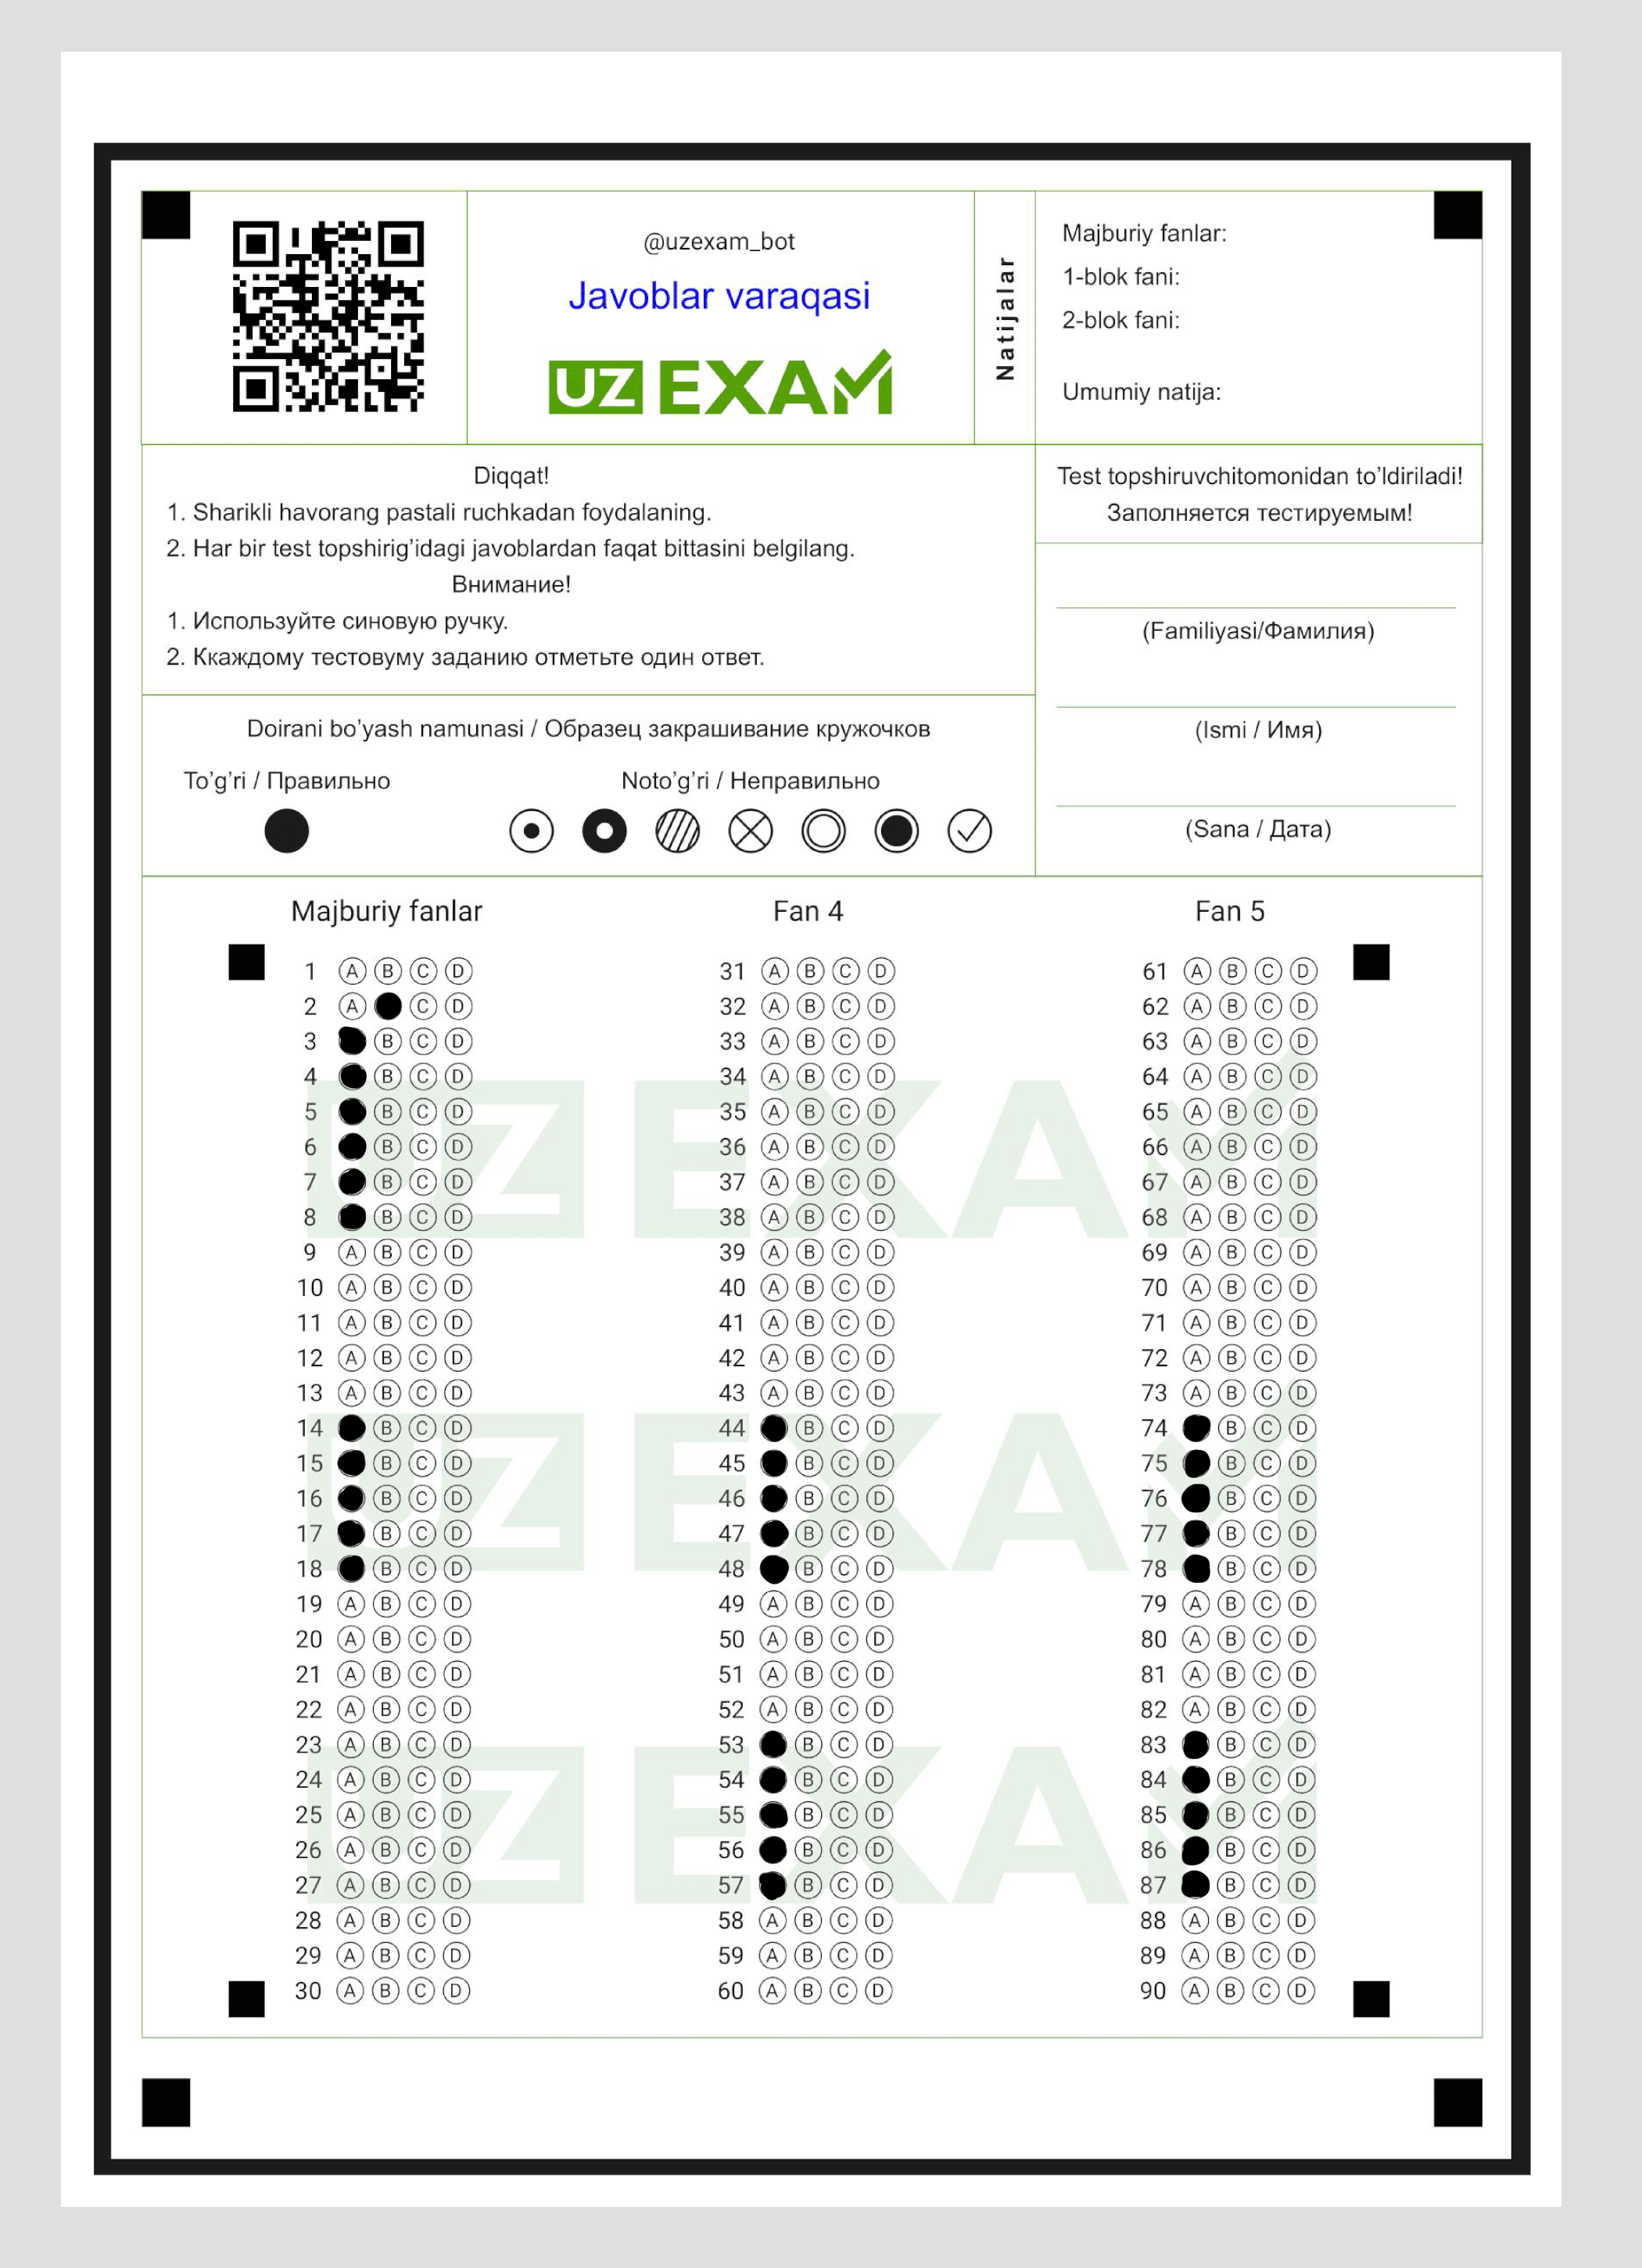 @uzexam_bot
Javoblar varaqasi
UZ EXAM
Natijalar
Majburiy fanlar:
1-blok fani:
2-blok fani:
Umumiy natija:
Diqqat!
1. Sharikli havorang pastali ruchkadan foydalaning.
2. Har bir test topshirig’idagi javoblardan faqat bittasini belgilang.
Внимание!
1. Используйте синовую ручку.
2. Ккаждому тестовуму заданию отметьте один ответ.
Test topshiruvchitomonidan to’ldiriladi!
Заполняется тестируемым!
(Familiyasi/Фамилия)
(Ismi / Имя)
(Sana / Дата)
Doirani bo’yash namunasi / Образец закрашивание кружочков
To’g’ri / Правильно
Noto’g’ri / Неправильно
Majburiy fanlar Fan 4 Fan 5
1 A B C D 31 A B C D 61 A B C D
2 A C D 32 A B C D 62 A B C D
3 B C D 33 A B C D 63 A B C D
4 B C D 34 A B C D 64 A B C D
5 B C D 35 A B C D 65 A B C D
6 B C D 36 A B C D 66 A B C D
7 B C D 37 A B C D 67 A B C D
8 B C D 38 A B C D 68 A B C D
9 A B C D 39 A B C D 69 A B C D
10 A B C D 40 A B C D 70 A B C D
11 A B C D 41 A B C D 71 A B C D
12 A B C D 42 A B C D 72 A B C D
13 A B C D 43 A B C D 73 A B C D
14 B C D 44 B C D 74 B C D
15 B C D 45 B C D 75 B C D
16 B C D 46 B C D 76 B C D
17 B C D 47 B C D 77 B C D
18 B C D 48 B C D 78 B C D
19 A B C D 49 A B C D 79 A B C D
20 A B C D 50 A B C D 80 A B C D
21 A B C D 51 A B C D 81 A B C D
22 A B C D 52 A B C D 82 A B C D
23 A B C D 53 B C D 83 B C D
24 A B C D 54 B C D 84 B C D
25 A B C D 55 B C D 85 B C D
26 A B C D 56 B C D 86 B C D
27 A B C D 57 B C D 87 B C D
28 A B C D 58 A B C D 88 A B C D
29 A B C D 59 A B C D 89 A B C D
30 A B C D 60 A B C D 90 A B C D
UZ EXAM
UZ EXAM
UZ EXAM